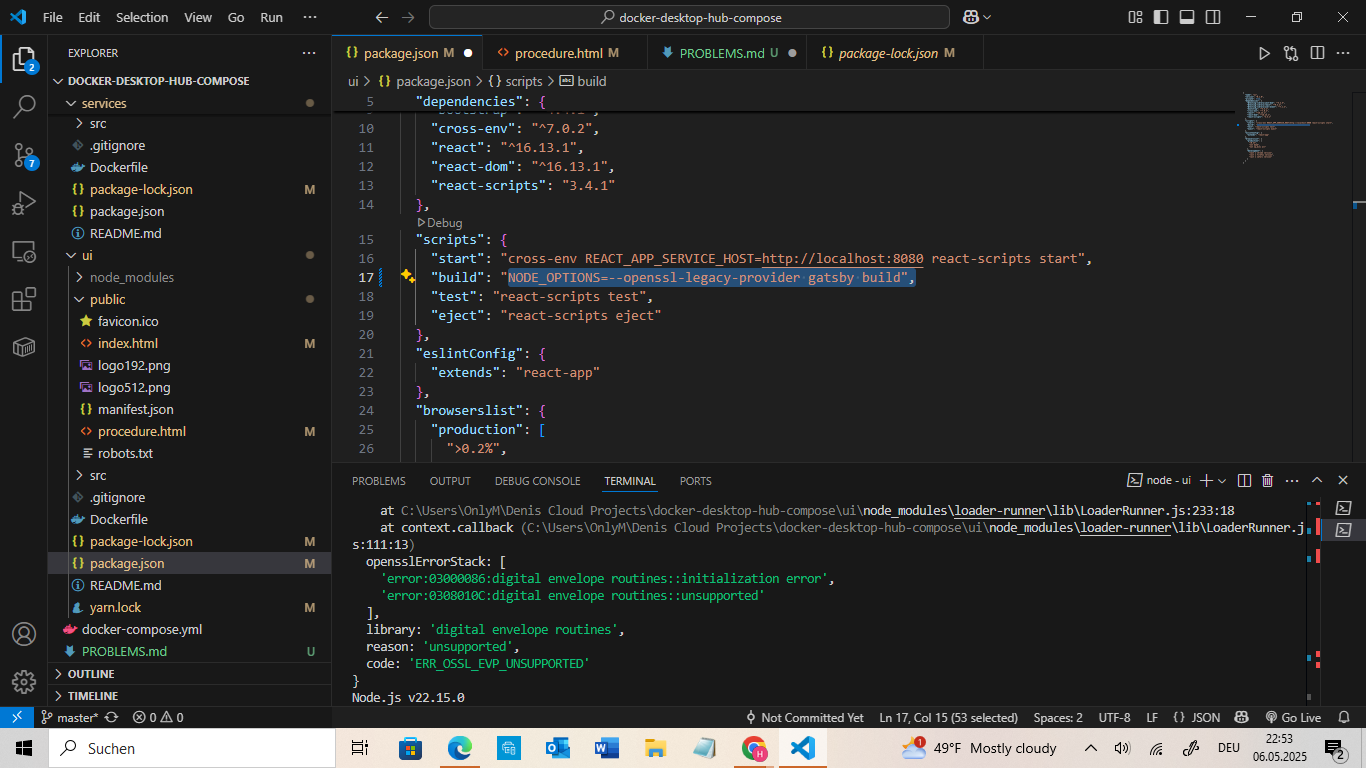 File Edit Selection View Go Run ··· docker-desktop-hub-compose
EXPLORER ···
DOCKER-DESKTOP-HUB-COMPOSE
services
src
.gitignore
Dockerfile
package-lock.json M
package.json
README.md
ui
node_modules
public
favicon.ico
index.html M
logo192.png
logo512.png
manifest.json
procedure.html M
robots.txt
src
.gitignore
Dockerfile
package-lock.json M
package.json M
README.md
yarn.lock M
docker-compose.yml
PROBLEMS.md U
OUTLINE
TIMELINE
2
7
package.json M procedure.html M PROBLEMS.md U package-lock.json M
ui > package.json > scripts > build
5 "dependencies": {
10 "cross-env": "^7.0.2",
11 "react": "^16.13.1",
12 "react-dom": "^16.13.1",
13 "react-scripts": "3.4.1"
14 },
Debug
15 "scripts": {
16 "start": "cross-env REACT_APP_SERVICE_HOST=http://localhost:8080 react-scripts start",
17 "build": "NODE_OPTIONS=--openssl-legacy-provider gatsby build",
18 "test": "react-scripts test",
19 "eject": "react-scripts eject"
20 },
21 "eslintConfig": {
22 "extends": "react-app"
23 },
24 "browserslist": {
25 "production": [
26 ">0.2%",
PROBLEMS OUTPUT DEBUG CONSOLE TERMINAL PORTS node - ui
at C:\Users\OnlyM\Denis Cloud Projects\docker-desktop-hub-compose\ui\node_modules\loader-runner\lib\LoaderRunner.js:233:18
at context.callback (C:\Users\OnlyM\Denis Cloud Projects\docker-desktop-hub-compose\ui\node_modules\loader-runner\lib\LoaderRunner.j
s:111:13)
opensslErrorStack: [
'error:03000086:digital envelope routines::initialization error',
'error:0308010C:digital envelope routines::unsupported'
],
library: 'digital envelope routines',
reason: 'unsupported',
code: 'ERR_OSSL_EVP_UNSUPPORTED'
}
Node.js v22.15.0
master* 0 0 Not Committed Yet Ln 17, Col 15 (53 selected) Spaces: 2 UTF-8 LF {} JSON Go Live
Suchen 1 49°F Mostly cloudy DEU 22:53
06.05.2025 2